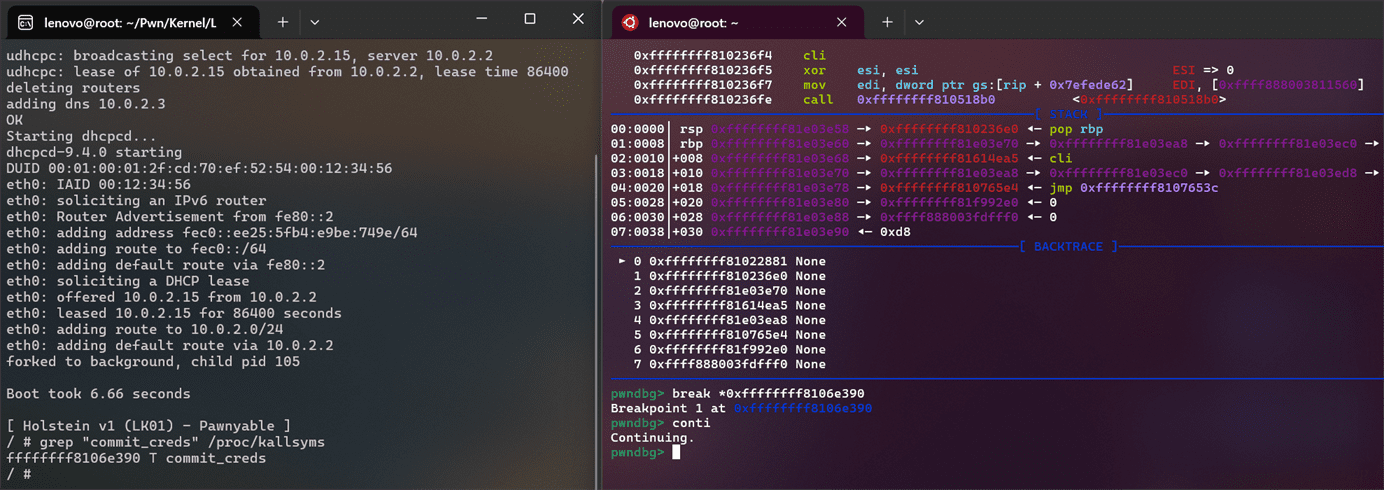 lenovo@root: ~/Pwn/Kernel/L
udhcpc: broadcasting select for 10.0.2.15, server 10.0.2.2
udhcpc: lease of 10.0.2.15 obtained from 10.0.2.2, lease time 86400
deleting routers
adding dns 10.0.2.3
OK
Starting dhcpcd...
dhcpcd-9.4.0 starting
DUID 00:01:00:01:2f:cd:70:ef:52:54:00:12:34:56
eth0: IAID 00:12:34:56
eth0: soliciting an IPv6 router
eth0: Router Advertisement from fe80::2
eth0: adding address fec0::ee25:5fb4:e9be:749e/64
eth0: adding route to fec0::/64
eth0: adding default route via fe80::2
eth0: soliciting a DHCP lease
eth0: offered 10.0.2.15 from 10.0.2.2
eth0: leased 10.0.2.15 for 86400 seconds
eth0: adding route to 10.0.2.0/24
eth0: adding default route via 10.0.2.2
forked to background, child pid 105
Boot took 6.66 seconds
[ Holstein v1 (LK01) - Pawnyable ]
/ # grep "commit_creds" /proc/kallsyms
ffffffff8106e390 T commit_creds
/ #
lenovo@root: ~
0xffffffff810236f4 cli
0xffffffff810236f5 xor esi, esi ESI => 0
0xffffffff810236f7 mov edi, dword ptr gs:[rip + 0x7efede62] EDI, [0xffff888003811560]
0xffffffff810236fe call 0xffffffff810518b0 <0xffffffff810518b0>
[ STACK ]
00:0000│ rsp 0xffffffff81e03e58 —▸ 0xffffffff810236e0 ◂— pop rbp
01:0008│ rbp 0xffffffff81e03e60 —▸ 0xffffffff81e03e70 —▸ 0xffffffff81e03ea8 —▸ 0xffffffff81e03ec0 —▸
02:0010│+008 0xffffffff81e03e68 —▸ 0xffffffff81614ea5 ◂— cli
03:0018│+010 0xffffffff81e03e70 —▸ 0xffffffff81e03ea8 —▸ 0xffffffff81e03ec0 —▸ 0xffffffff81e03ed8 —▸
04:0020│+018 0xffffffff81e03e78 —▸ 0xffffffff810765e4 ◂— jmp 0xffffffff8107653c
05:0028│+020 0xffffffff81e03e80 —▸ 0xffffffff81f992e0 ◂— 0
06:0030│+028 0xffffffff81e03e88 —▸ 0xffff888003fdfff0 ◂— 0
07:0038│+030 0xffffffff81e03e90 ◂— 0xd8
[ BACKTRACE ]
► 0 0xffffffff81022881 None
1 0xffffffff810236e0 None
2 0xffffffff81e03e70 None
3 0xffffffff81614ea5 None
4 0xffffffff81e03ea8 None
5 0xffffffff810765e4 None
6 0xffffffff81f992e0 None
7 0xffff888003fdfff0 None
pwndbg> break *0xffffffff8106e390
Breakpoint 1 at 0xffffffff8106e390
pwndbg> conti
Continuing.
pwndbg>